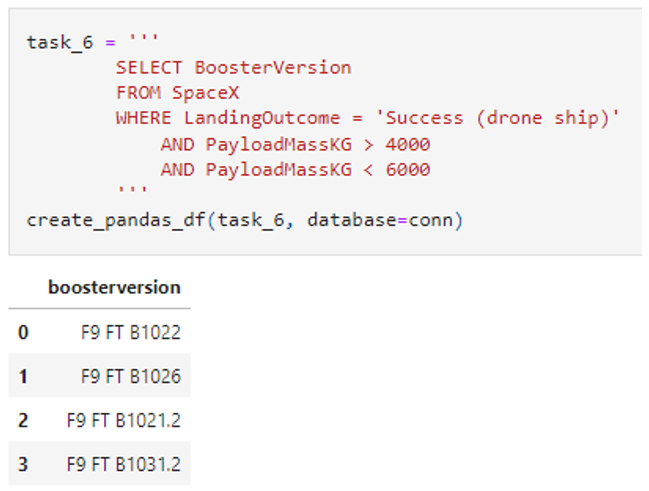 task_6 = '''
SELECT BoosterVersion
FROM SpaceX
WHERE LandingOutcome = 'Success (drone ship)'
AND PayloadMassKG > 4000
AND PayloadMassKG < 6000
'''
create_pandas_df(task_6, database=conn)
boosterversion
0 F9 FT B1022
1 F9 FT B1026
2 F9 FT B1021.2
3 F9 FT B1031.2